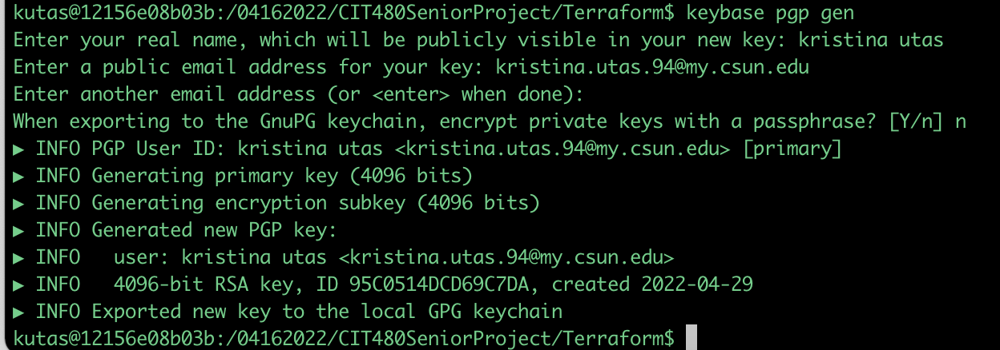 kutas@12156e08b03b:/04162022/CIT480SeniorProject/Terraform$ keybase pgp gen
Enter your real name, which will be publicly visible in your new key: kristina utas
Enter a public email address for your key: kristina.utas.94@my.csun.edu
Enter another email address (or <enter> when done):
When exporting to the GnuPG keychain, encrypt private keys with a passphrase? [Y/n] n
▶ INFO PGP User ID: kristina utas <kristina.utas.94@my.csun.edu> [primary]
▶ INFO Generating primary key (4096 bits)
▶ INFO Generating encryption subkey (4096 bits)
▶ INFO Generated new PGP key:
▶ INFO   user: kristina utas <kristina.utas.94@my.csun.edu>
▶ INFO   4096-bit RSA key, ID 95C0514DCD69C7DA, created 2022-04-29
▶ INFO Exported new key to the local GPG keychain
kutas@12156e08b03b:/04162022/CIT480SeniorProject/Terraform$